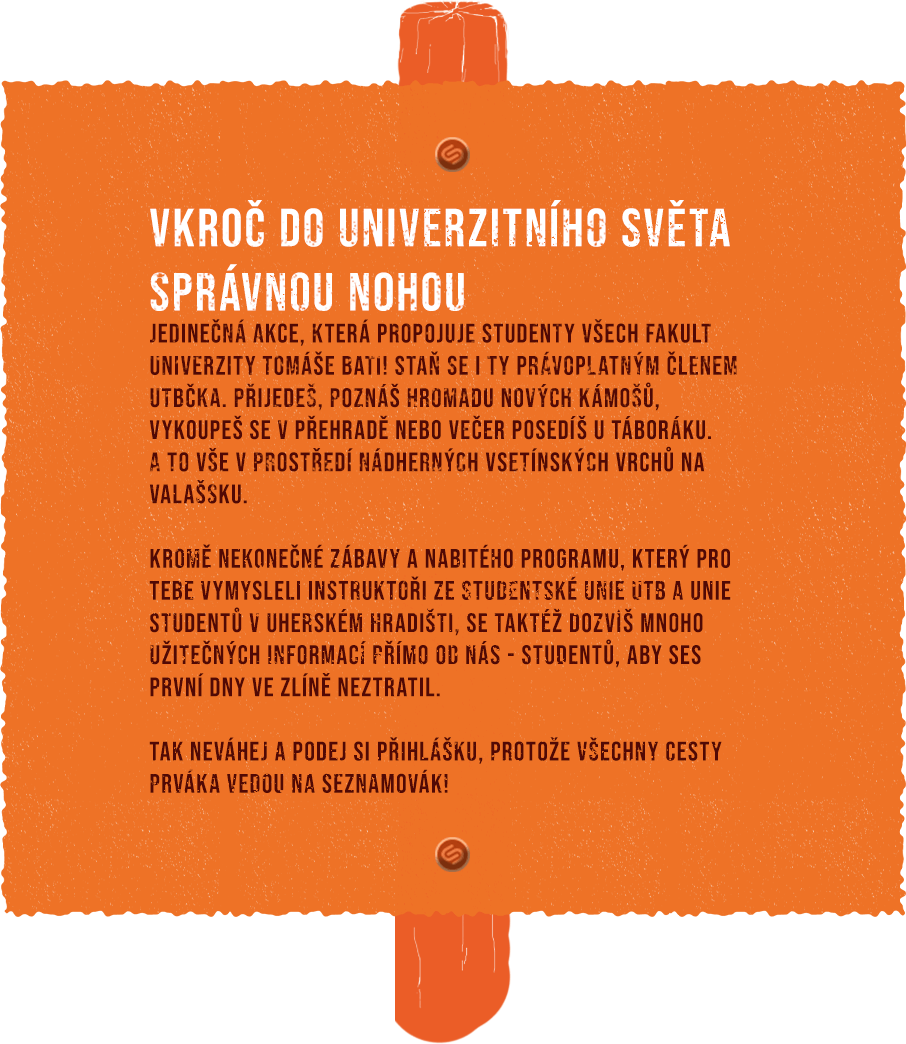 VKROČ DO UNIVERZITNÍHO SVĚTA
SPRÁVNOU NOHOU
JEDINEČNÁ AKCE, KTERÁ PROPOJUJE STUDENTY VŠECH FAKULT
UNIVERZITY TOMÁŠE BATI! STAŇ SE I TY PRÁVOPLATNÝM ČLENEM
UTBČKA. PŘIJEDEŠ, POZNÁŠ HROMADU NOVÝCH KÁMOŠŮ,
VYKOUPEŠ SE V PŘEHRADĚ NEBO VEČER POSEDÍŠ U TÁBORÁKU.
A TO VŠE V PROSTŘEDÍ NÁDHERNÝCH VSETÍNSKÝCH VRCHŮ NA
VALAŠSKU.
KROMĚ NEKONEČNÉ ZÁBAVY A NABITÉHO PROGRAMU, KTERÝ PRO
TEBE VYMYSLELI INSTRUKTOŘI ZE STUDENTSKÉ UNIE UTB A UNIE
STUDENTŮ V UHERSKÉM HRADIŠTI, SE TAKTÉŽ DOZVÍŠ MNOHO
UŽITEČNÝCH INFORMACÍ PŘÍMO OD NÁS - STUDENTŮ, ABY SES
PRVNÍ DNY VE ZLÍNĚ NEZTRATIL.
TAK NEVÁHEJ A PODEJ SI PŘIHLÁŠKU, PROTOŽE VŠECHNY CESTY
PRVÁKA VEDOU NA SEZNAMOVÁK!